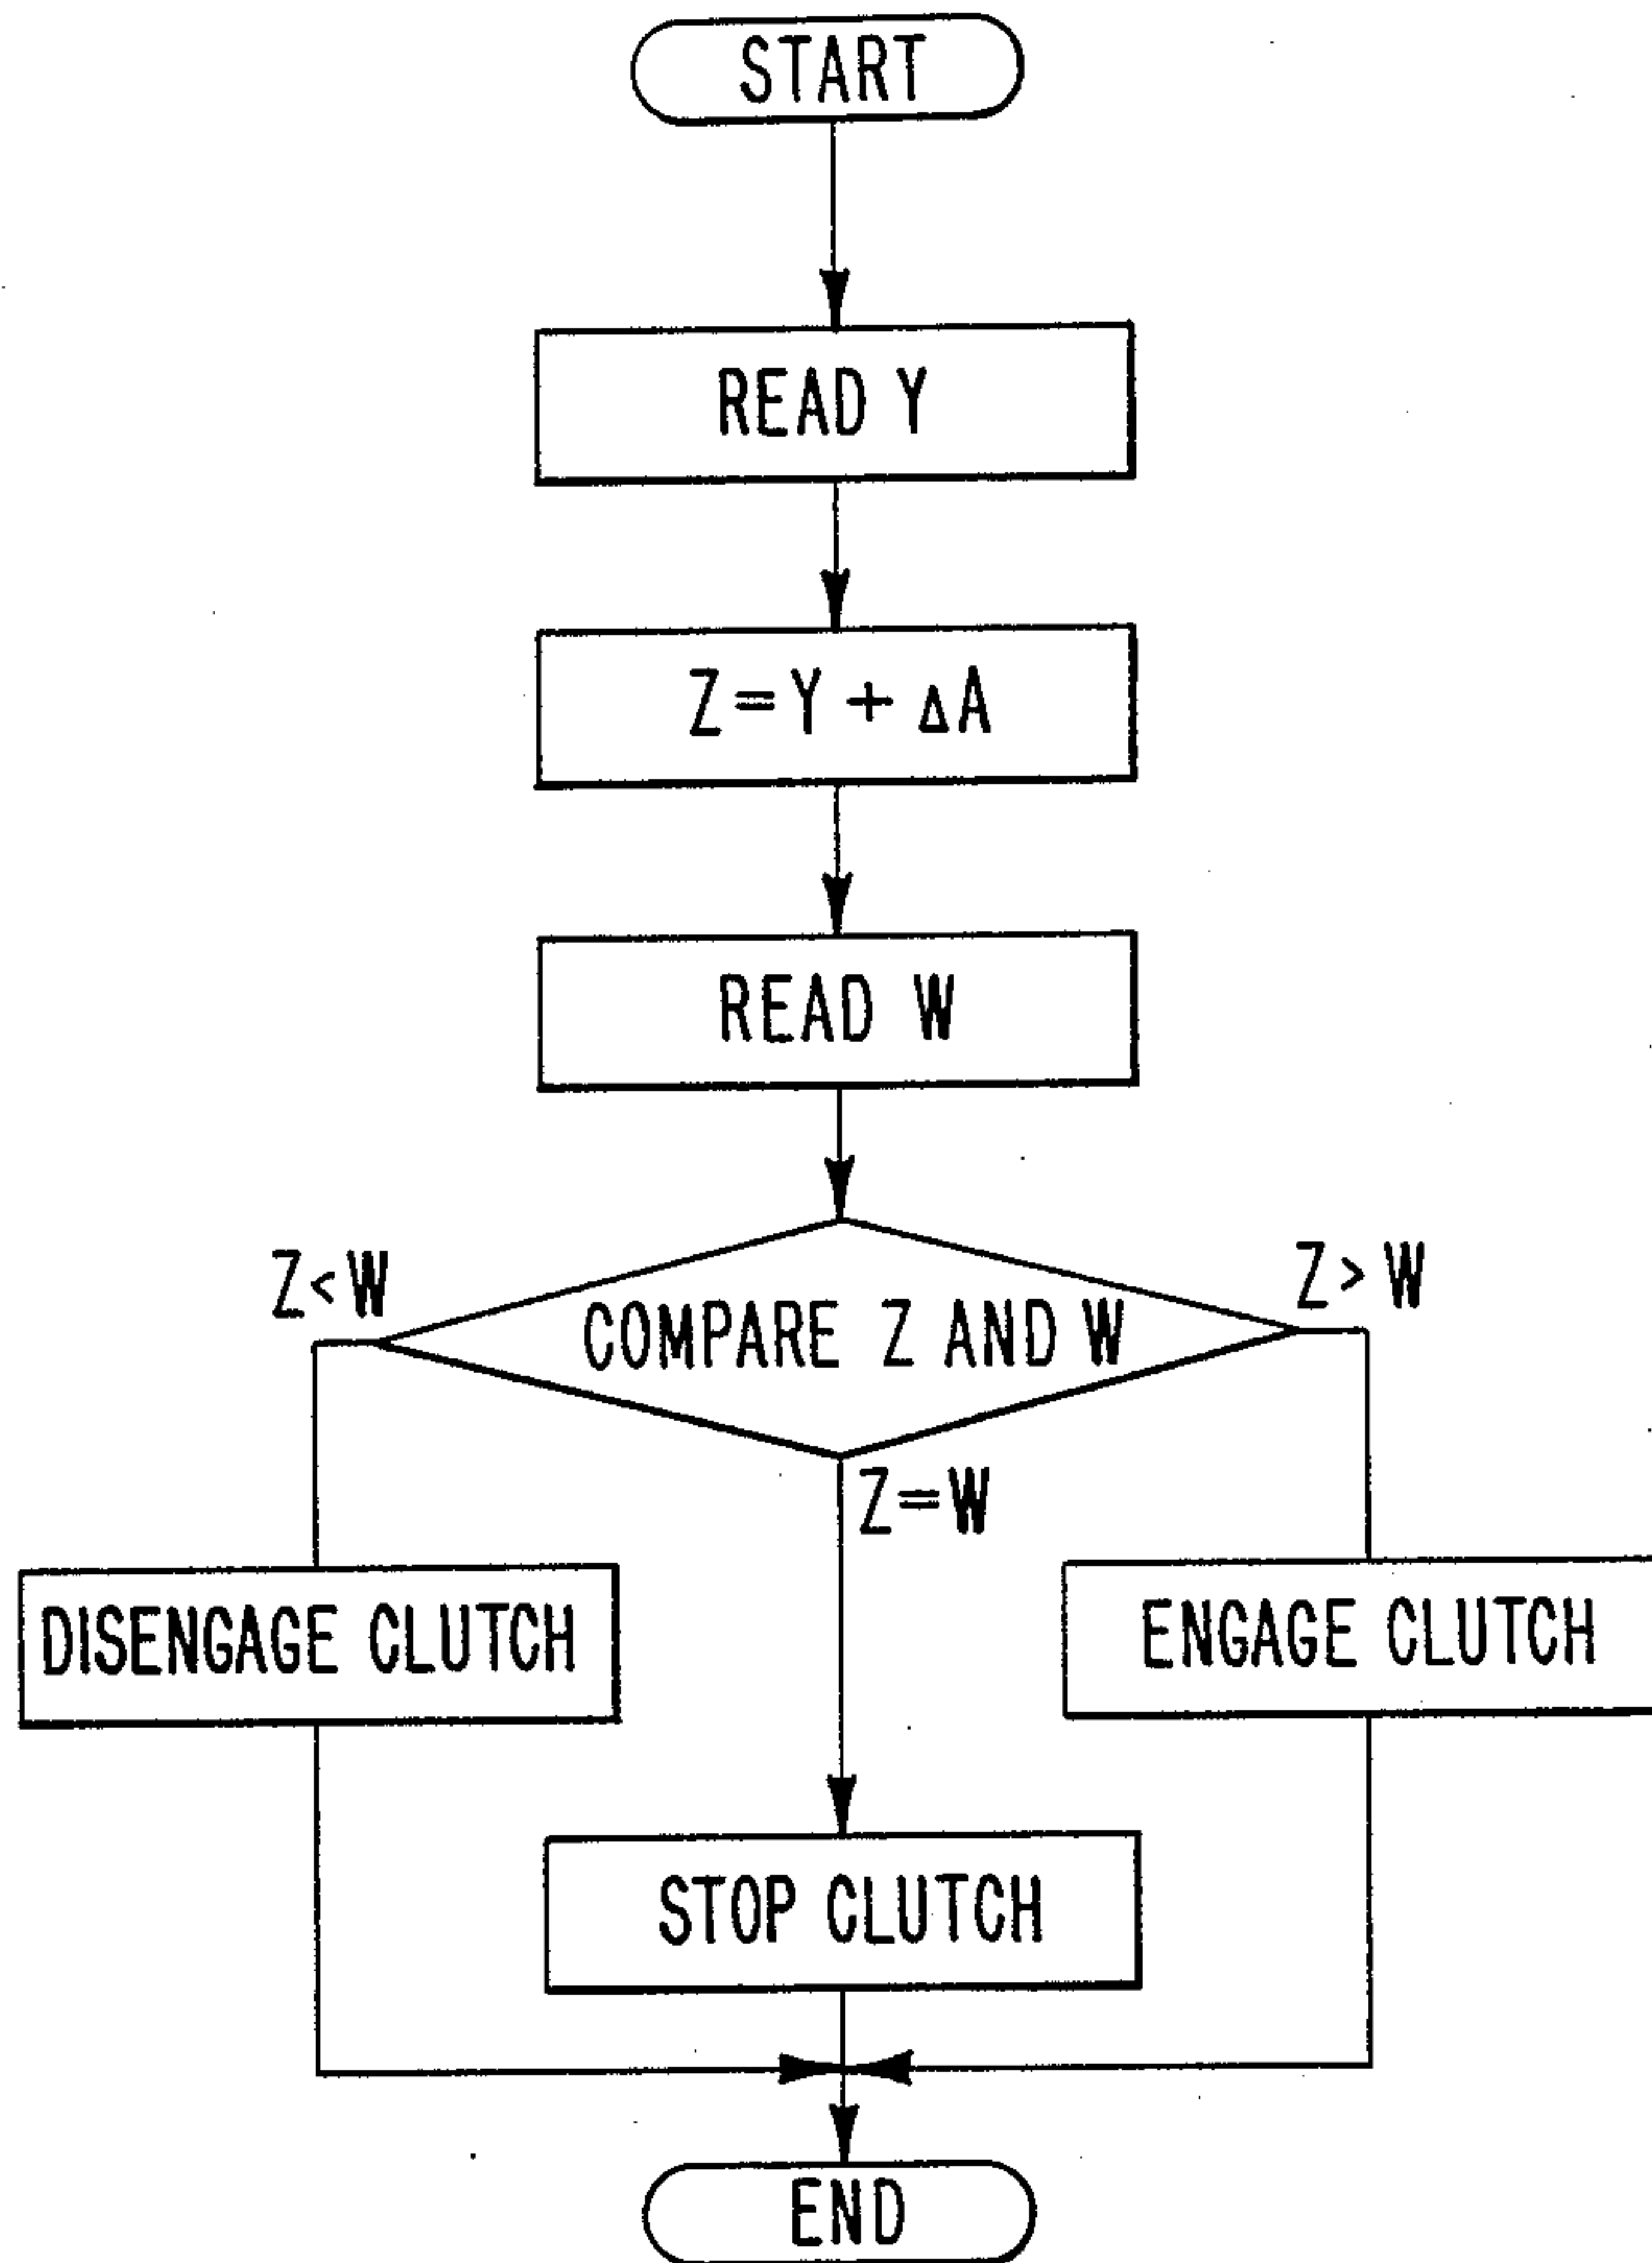 START
READ Y
Z=Y+ΔA
READ W
Z<W
Z>W
COMPARE Z AND W
Z=W
DISENGAGE CLUTCH
ENGAGE CLUTCH
STOP CLUTCH
END